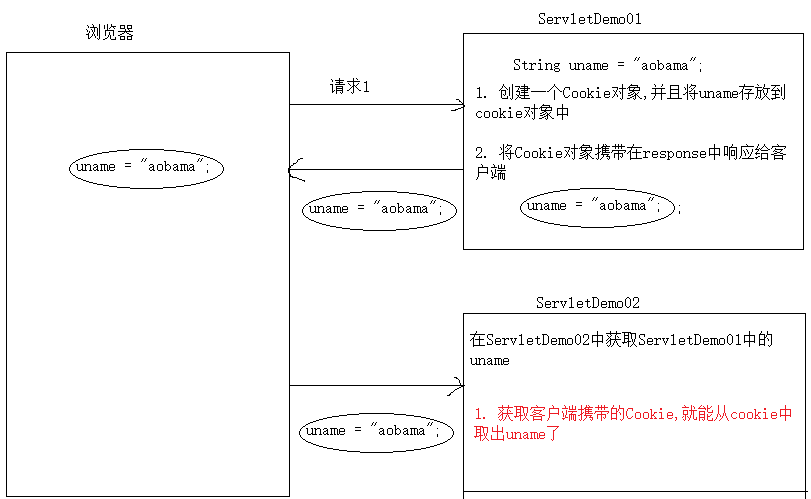 浏览器
ServletDemo01
String uname = "aobama";
请求1
1. 创建一个Cookie对象,并且将uname存放到
cookie对象中
2. 将Cookie对象携带在response中响应给客
户端
uname = "aobama";
uname = "aobama";
uname = "aobama"; ;
ServletDemo02
在ServletDemo02中获取ServletDemo01中的
uname
1. 获取客户端携带的Cookie,就能从cookie中
取出uname了
uname = "aobama";